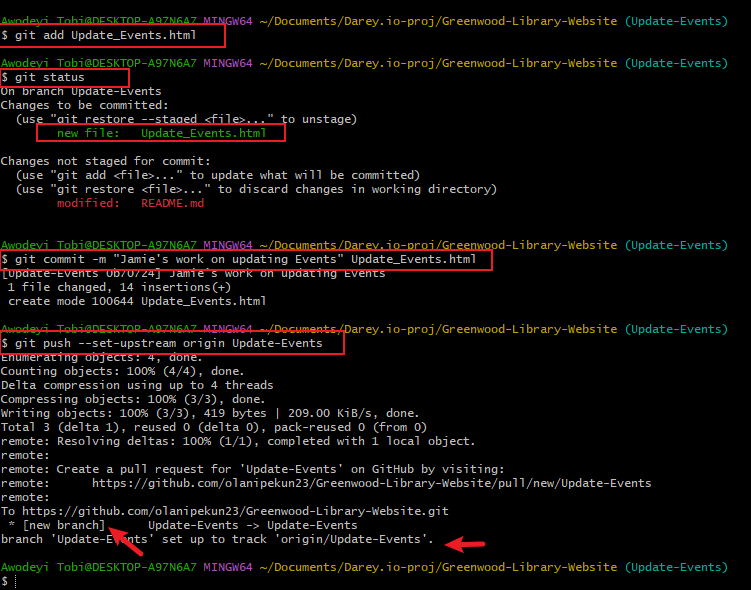 Awodeyi Tobi@DESKTOP-A97N6A7 MINGW64 ~/Documents/Darey.io-proj/Greenwood-Library-Website (Update-Events)
$ git add Update_Events.html
Awodeyi Tobi@DESKTOP-A97N6A7 MINGW64 ~/Documents/Darey.io-proj/Greenwood-Library-Website (Update-Events)
$ git status
On branch Update-Events
Changes to be committed:
  (use "git restore --staged <file>..." to unstage)
        new file:   Update_Events.html
Changes not staged for commit:
  (use "git add <file>..." to update what will be committed)
  (use "git restore <file>..." to discard changes in working directory)
        modified:   README.md
Awodeyi Tobi@DESKTOP-A97N6A7 MINGW64 ~/Documents/Darey.io-proj/Greenwood-Library-Website (Update-Events)
$ git commit -m "Jamie's work on updating Events" Update_Events.html
[Update-Events Jamie's work on updating Events
 1 file changed, 14 insertions(+)
 create mode 100644 Update_Events.html
Awodeyi Tobi@DESKTOP-A97N6A7 MINGW64 ~/Documents/Darey.io-proj/Greenwood-Library-Website (Update-Events)
$ git push --set-upstream origin Update-Events
Enumerating objects: 4, done.
Counting objects: 100% (4/4), done.
Delta compression using up to 4 threads
Compressing objects: 100% (3/3), done.
Writing objects: 100% (3/3), 419 bytes | 209.00 KiB/s, done.
Total 3 (delta 1), reused 0 (delta 0), pack-reused 0 (from 0)
remote: Resolving deltas: 100% (1/1), completed with 1 local object.
remote:
remote: Create a pull request for 'Update-Events' on GitHub by visiting:
remote:      https://github.com/olanipekun23/Greenwood-Library-Website/pull/new/Update-Events
remote:
To https://github.com/olanipekun23/Greenwood-Library-Website.git
 * [new branch]      Update-Events -> Update-Events
branch 'Update-Events' set up to track 'origin/Update-Events'.
Awodeyi Tobi@DESKTOP-A97N6A7 MINGW64 ~/Documents/Darey.io-proj/Greenwood-Library-Website (Update-Events)
$